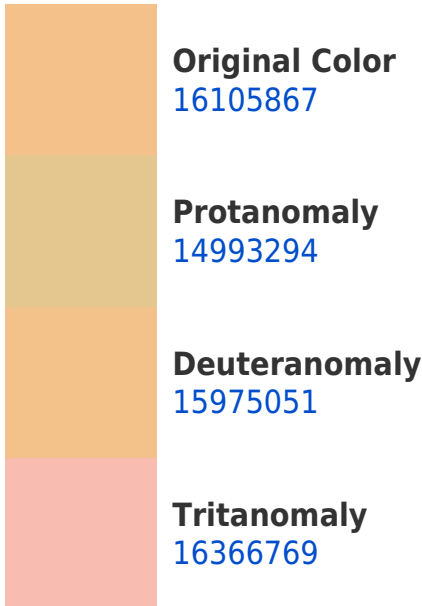 Original Color
16105867
Protanomaly
14993294
Deuteranomaly
15975051
Tritanomaly
16366769